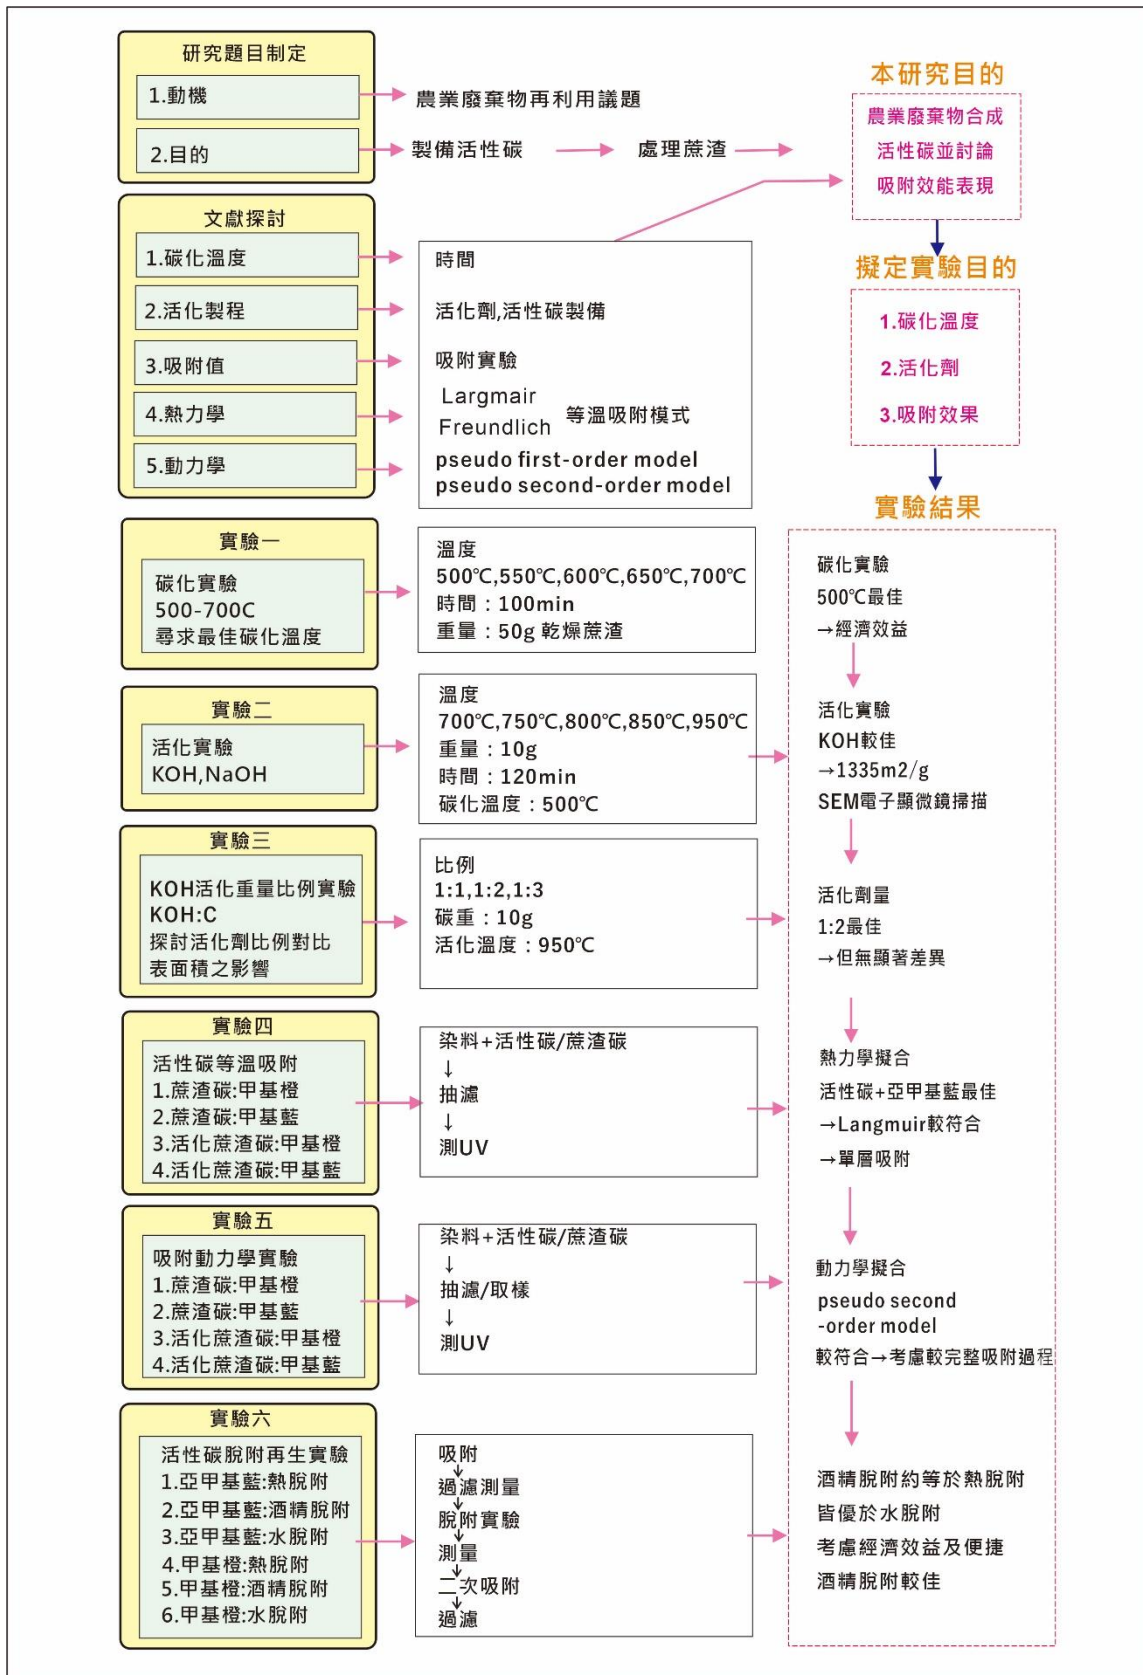 研究題目制定
1.動機
農業廢棄物再利用議題
2.目的
製備活性碳
處理蔗渣
本研究目的
農業廢棄物合成
活性碳並討論
吸附效能表現
文獻探討
1.碳化溫度
時間
2.活化製程
活化劑,活性碳製備
3.吸附值
吸附實驗
4.熱力學
Largmair
Freundlich
等溫吸附模式
5.動力學
pseudo first-order model
pseudo second-order model
擬定實驗目的
1.碳化溫度
2.活化劑
3.吸附效果
實驗一
碳化實驗
500-700C
尋求最佳碳化溫度
溫度
500℃,550℃,600℃,650℃,700℃
時間：100min
重量：50g 乾燥蔗渣
實驗二
活化實驗
KOH,NaOH
溫度
700℃,750℃,800℃,850℃,950℃
重量：10g
時間：120min
碳化溫度：500℃
實驗三
KOH活化重量比例實驗
KOH:C
探討活化劑比例對比
表面積之影響
比例
1:1,1:2,1:3
碳重：10g
活化溫度：950℃
實驗四
活性碳等溫吸附
1.蔗渣碳:甲基橙
2.蔗渣碳:甲基藍
3.活化蔗渣碳:甲基橙
4.活化蔗渣碳:甲基藍
染料+活性碳/蔗渣碳
↓
抽濾
↓
測UV
實驗五
吸附動力學實驗
1.蔗渣碳:甲基橙
2.蔗渣碳:甲基藍
3.活化蔗渣碳:甲基橙
4.活化蔗渣碳:甲基藍
染料+活性碳/蔗渣碳
↓
抽濾/取樣
↓
測UV
實驗六
活性碳脫附再生實驗
1.亞甲基藍:熱脫附
2.亞甲基藍:酒精脫附
3.亞甲基藍:水脫附
4.甲基橙:熱脫附
5.甲基橙:酒精脫附
6.甲基橙:水脫附
吸附
↓
過濾測量
↓
脫附實驗
↓
測量
↓
二次吸附
↓
過濾
實驗結果
碳化實驗
500℃最佳
→經濟效益
活化實驗
KOH較佳
→1335m2/g
SEM電子顯微鏡掃描
活化劑量
1:2最佳
→但無顯著差異
熱力學擬合
活性碳+亞甲基藍最佳
→Langmuir較符合
→單層吸附
動力學擬合
pseudo second
-order model
較符合→考慮較完整吸附過程
酒精脫附約等於熱脫附
皆優於水脫附
考慮經濟效益及便捷
酒精脫附較佳